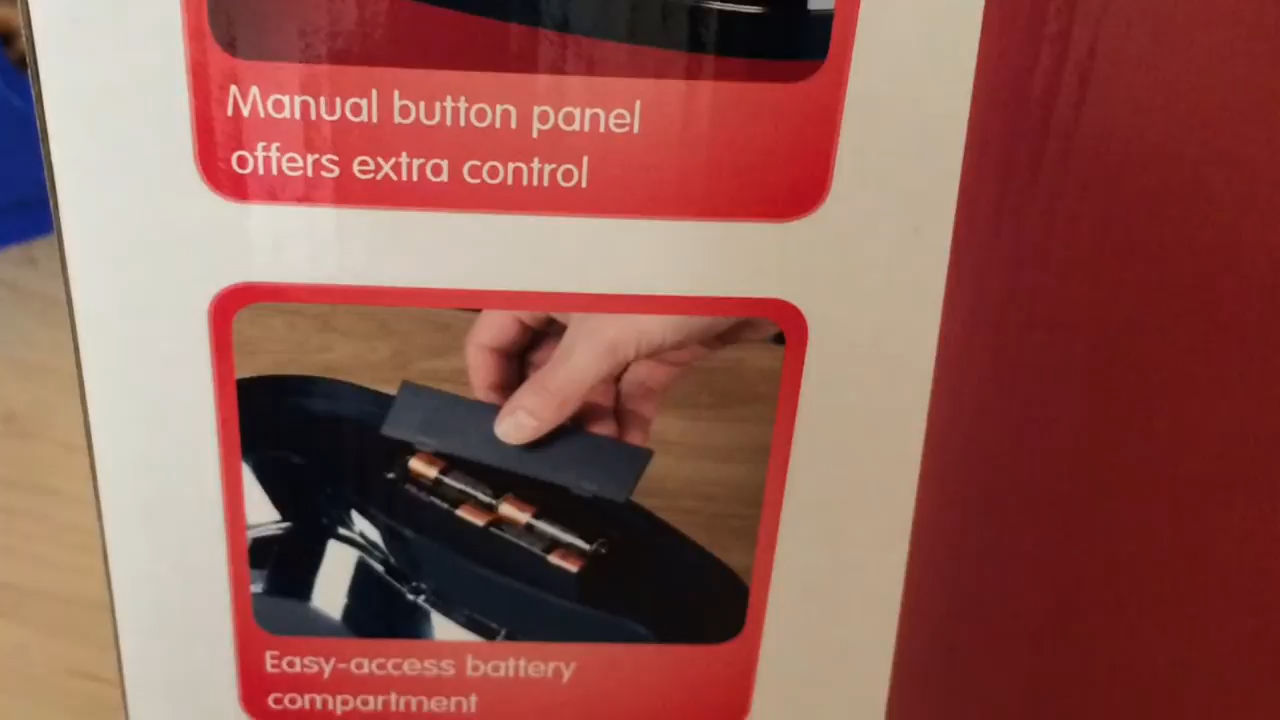 Manual button panel
offers extra control
Easy-access battery
compartment